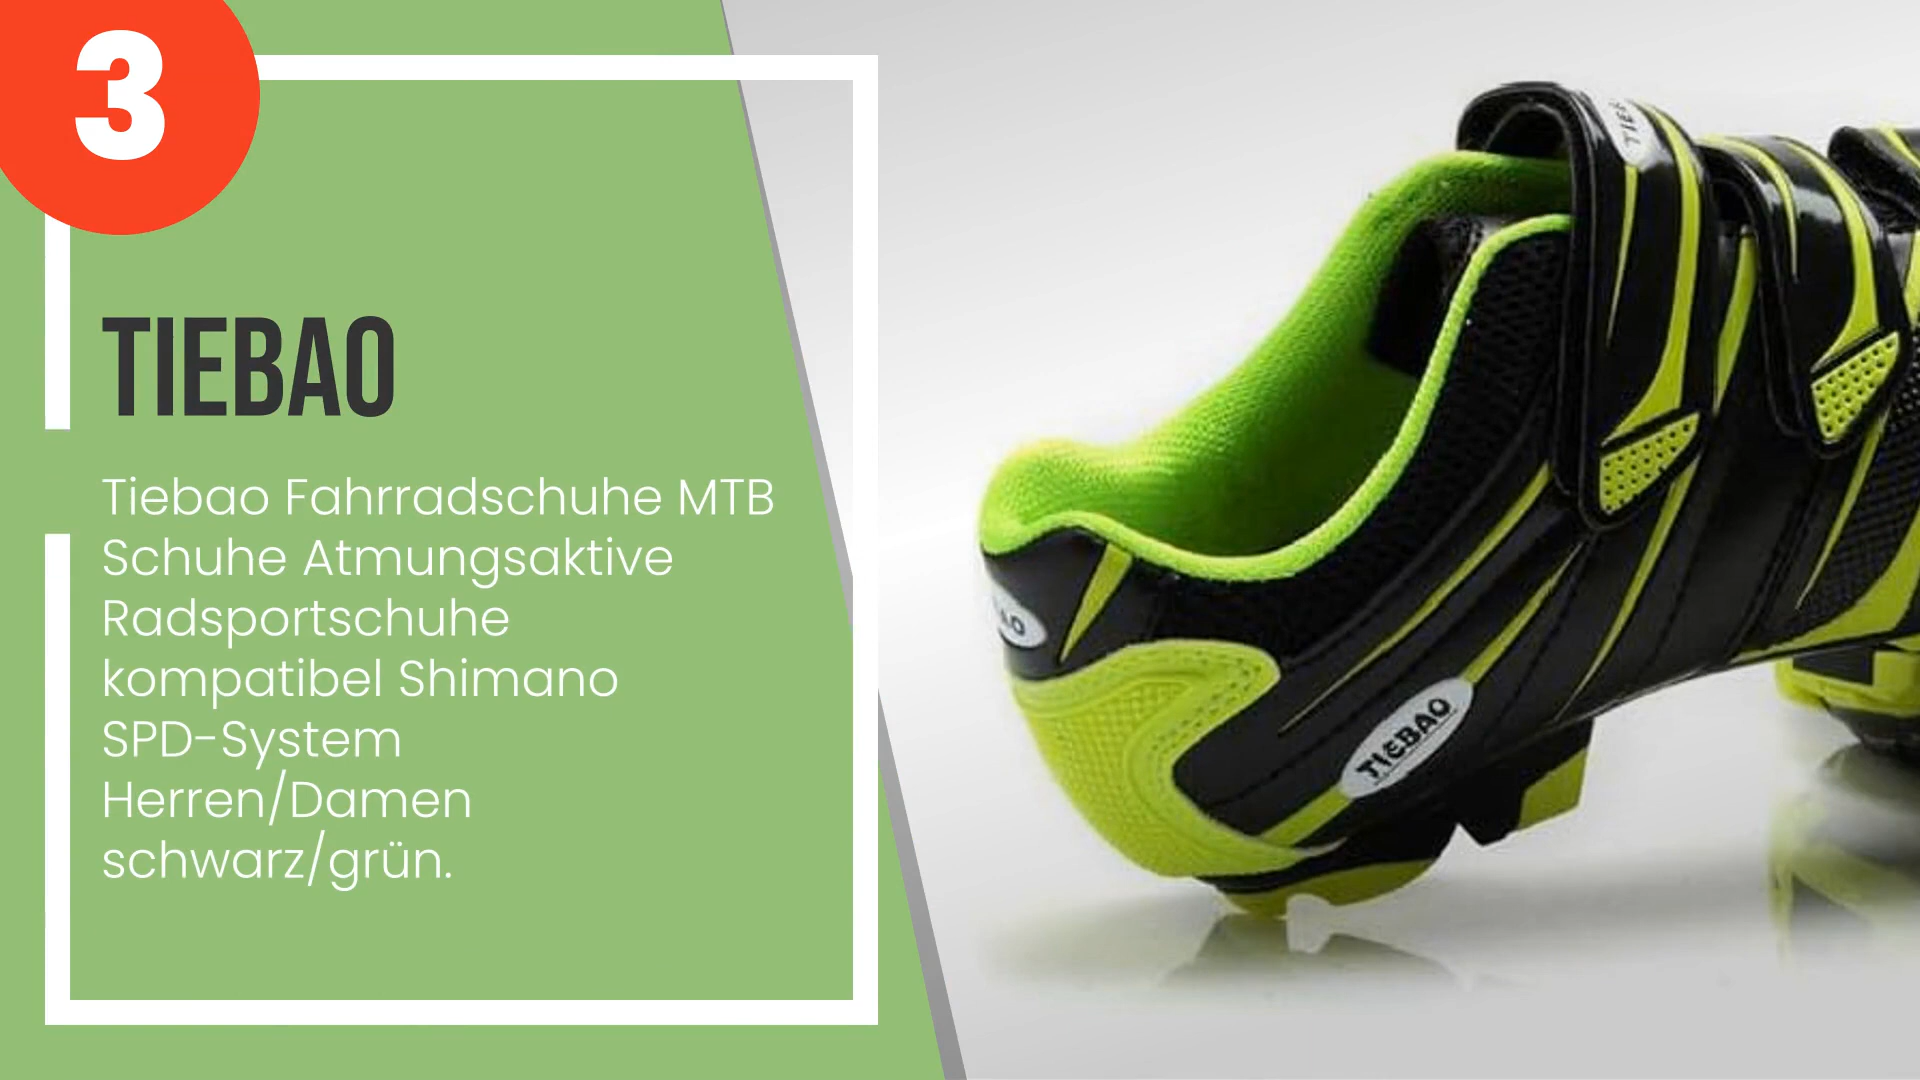 3
TIEBAO
Tiebao Fahrradschuhe MTB
Schuhe Atmungsaktive
Radsportschuhe
kompatibel Shimano
SPD-System
Herren/Damen
schwarz/grün.
TIEBAO